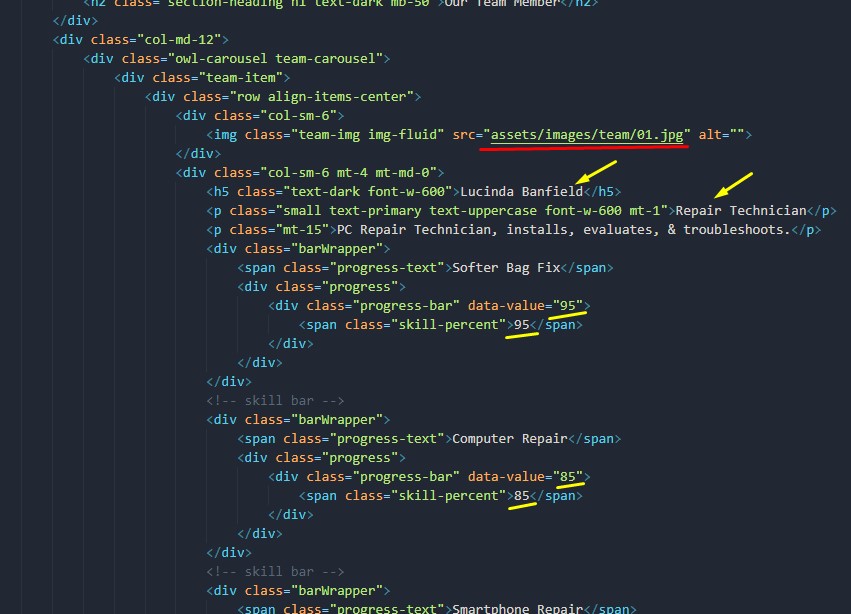 <h2 class="section-heading h1 text-dark mb-50">Our Team Member</h2>
</div>
<div class="col-md-12">
<div class="owl-carousel team-carousel">
<div class="team-item">
<div class="row align-items-center">
<div class="col-sm-6">
<img class="team-img img-fluid" src="assets/images/team/01.jpg" alt="">
</div>
<div class="col-sm-6 mt-4 mt-md-0">
<h5 class="text-dark font-w-600">Lucinda Banfield</h5>
<p class="small text-primary text-uppercase font-w-600 mt-1">Repair Technician</p>
<p class="mt-15">PC Repair Technician, installs, evaluates, & troubleshoots.</p>
<div class="barWrapper">
<span class="progress-text">Softer Bag Fix</span>
<div class="progress">
<div class="progress-bar" data-value="95">
<span class="skill-percent">95</span>
</div>
</div>
</div>
<!-- skill bar -->
<div class="barWrapper">
<span class="progress-text">Computer Repair</span>
<div class="progress">
<div class="progress-bar" data-value="85">
<span class="skill-percent">85</span>
</div>
</div>
</div>
<!-- skill bar -->
<div class="barWrapper">
<span class="progress-text">Smartphone Repair</span>